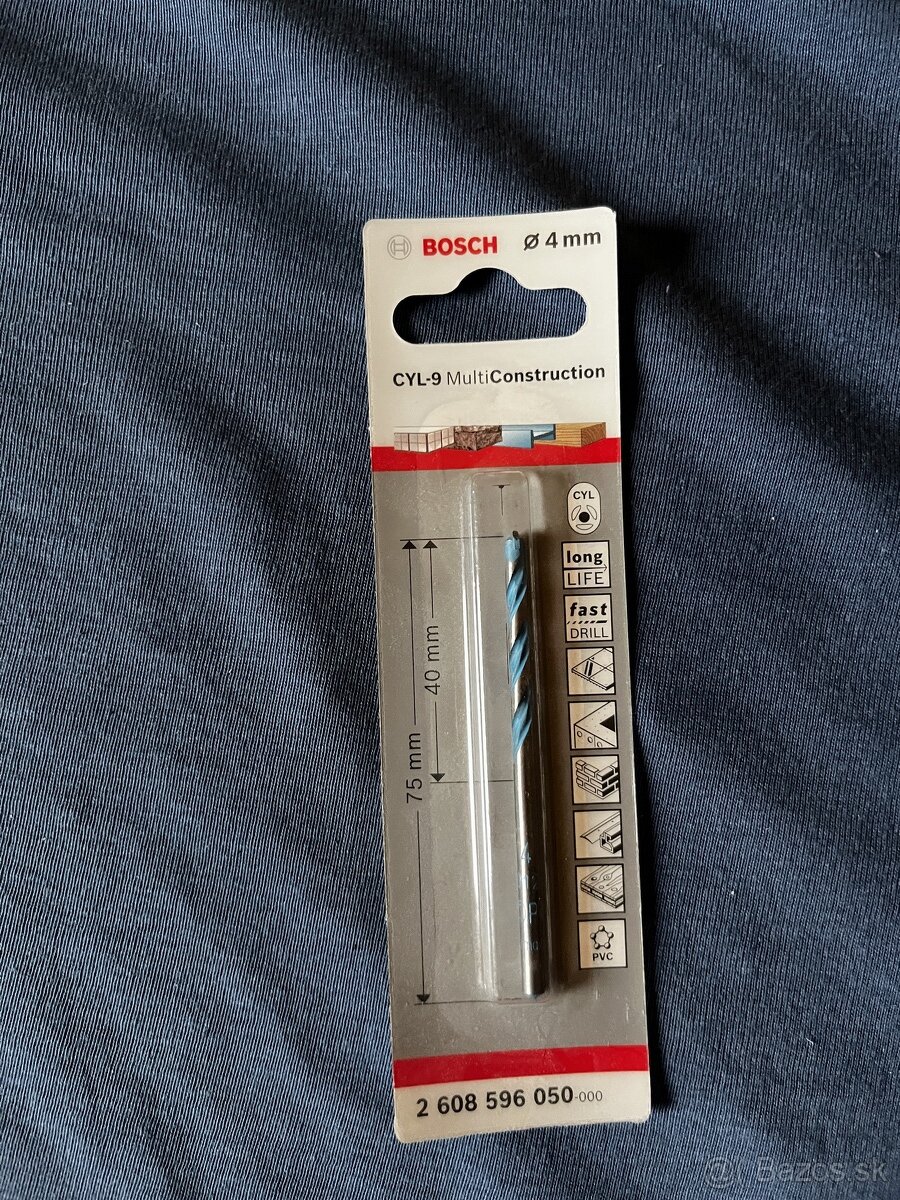 BOSCH Ø 4 mm
CYL-9 MultiConstruction
CYL
long
LIFE
fast
DRILL
40 mm
75 mm
4
PVC
2 608 596 050-000
Bazos.sk